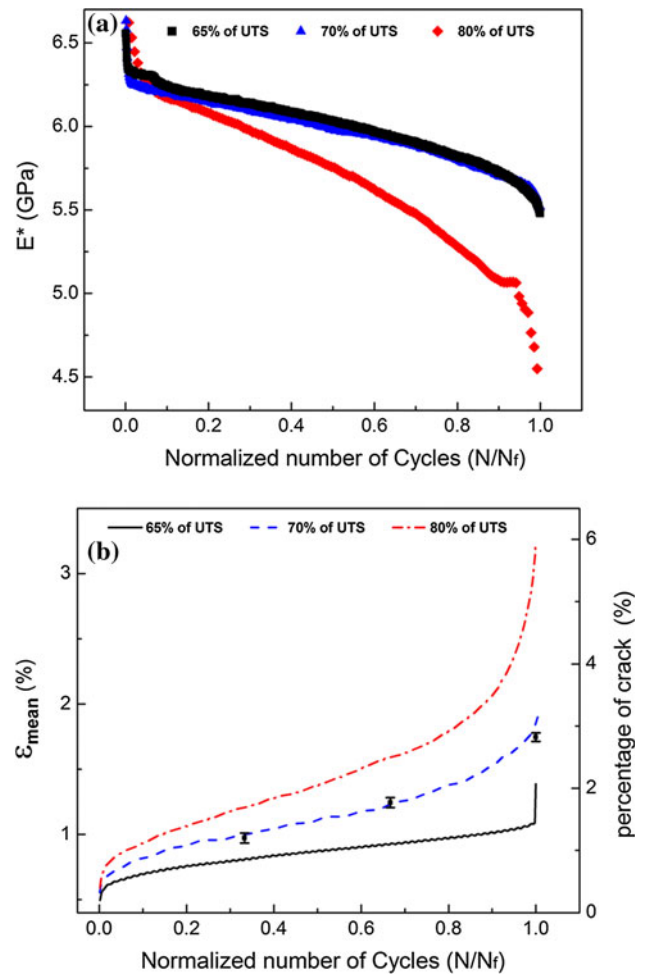 (a)
65% of UTS 70% of UTS 80% of UTS
6.5
6.0
5.5
5.0
4.5
E* (GPa)
0.0 0.2 0.4 0.6 0.8 1.0
Normalized number of Cycles (N/Nf)
(b)
65% of UTS 70% of UTS 80% of UTS
3
2
1
εmean (%)
6
4
2
0
percentage of crack (%)
0.0 0.2 0.4 0.6 0.8 1.0
Normalized number of Cycles (N/Nf)